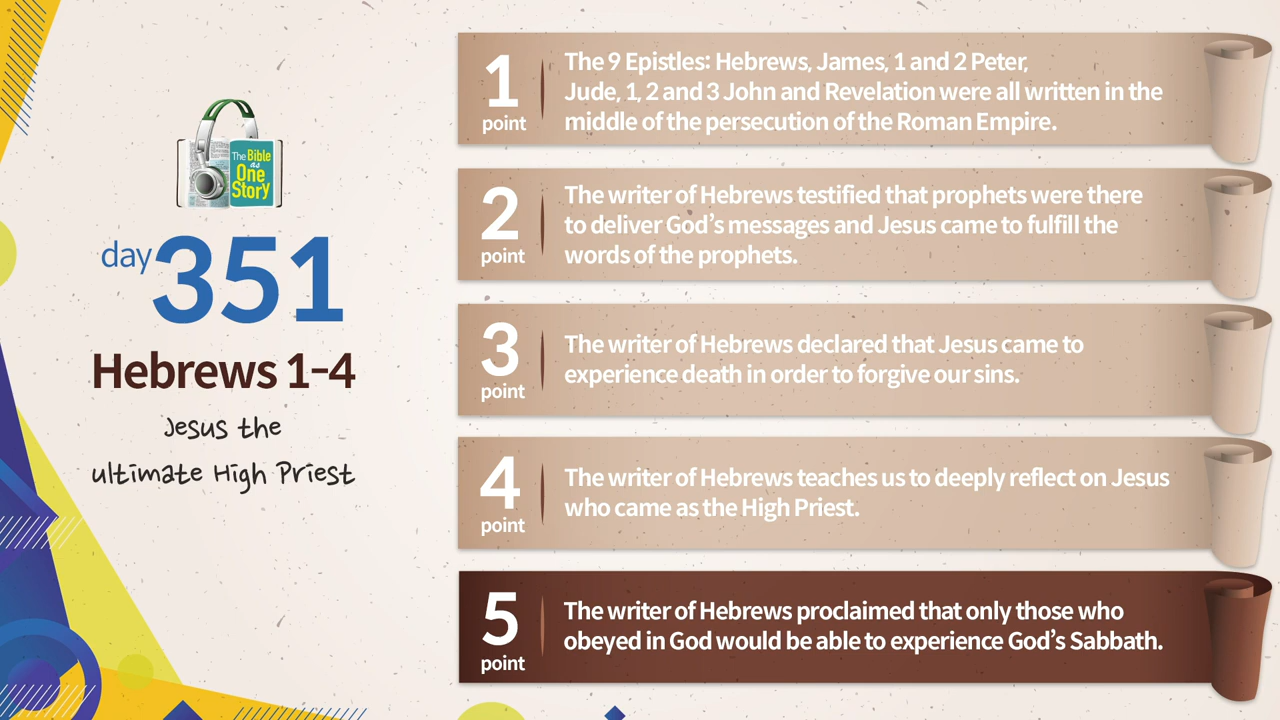 The Bible
as
One
Story
day 351
Hebrews 1-4
Jesus the
ultimate High Priest
1
point
The 9 Epistles: Hebrews, James, 1 and 2 Peter,
Jude, 1, 2 and 3 John and Revelation were all written in the
middle of the persecution of the Roman Empire.
2
point
The writer of Hebrews testified that prophets were there
to deliver God's messages and Jesus came to fulfill the
words of the prophets.
3
point
The writer of Hebrews declared that Jesus came to
experience death in order to forgive our sins.
4
point
The writer of Hebrews teaches us to deeply reflect on Jesus
who came as the High Priest.
5
point
The writer of Hebrews proclaimed that only those who
obeyed in God would be able to experience God's Sabbath.